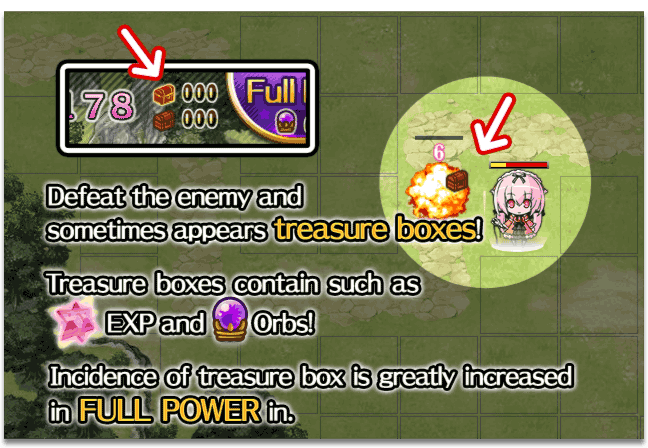 178
000
000
Full
6
Defeat the enemy and
sometimes appears treasure boxes!
Treasure boxes contain such as
EXP and Orbs!
Incidence of treasure box is greatly increased
in FULL POWER in.